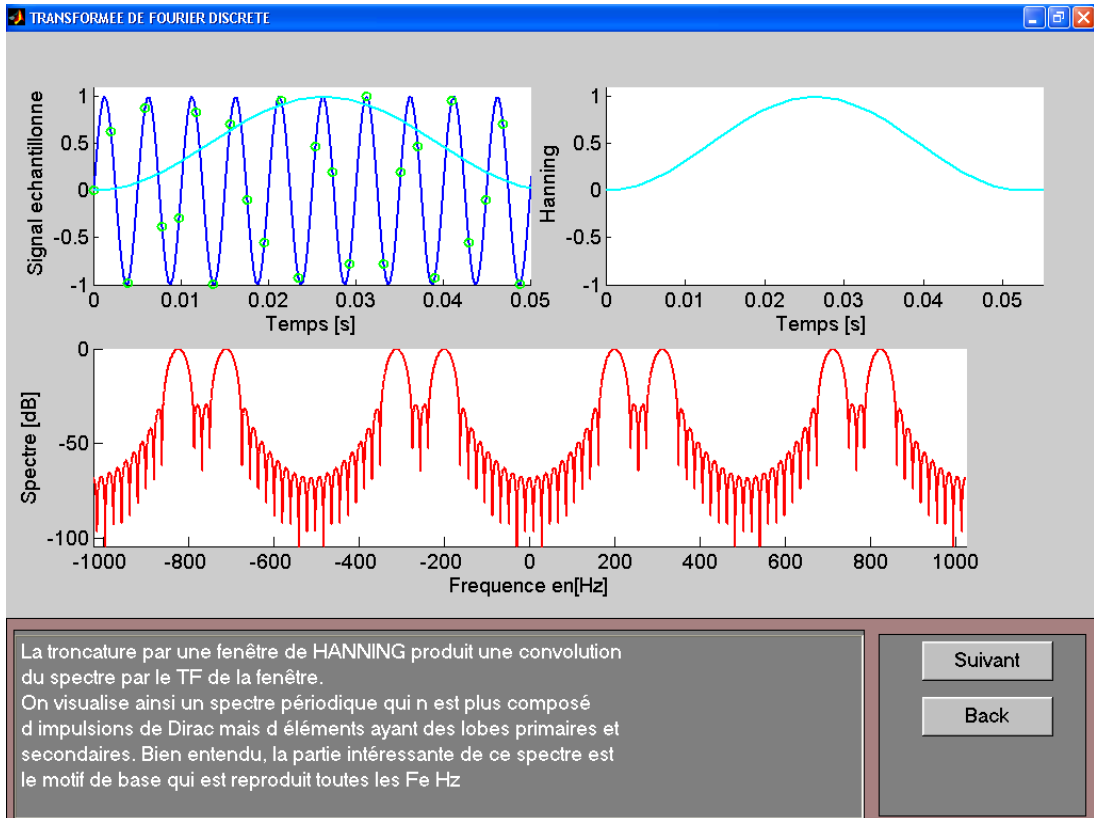 TRANSFORMEE DE FOURIER DISCRETE
Signal echantillonne
1
0.5
0
-0.5
-1
0 0.01 0.02 0.03 0.04 0.05
Temps [s]
Hanning
1
0.5
0
-0.5
-1
0 0.01 0.02 0.03 0.04 0.05
Temps [s]
Spectre [dB]
0
-50
-100
-1000 -800 -600 -400 -200 0 200 400 600 800 1000
Frequence en[Hz]
La troncature par une fenêtre de HANNING produit une convolution
du spectre par le TF de la fenêtre.
On visualise ainsi un spectre périodique qui n est plus composé
d impulsions de Dirac mais d éléments ayant des lobes primaires et
secondaires. Bien entendu, la partie intéressante de ce spectre est
le motif de base qui est reproduit toutes les Fe Hz
Suivant
Back